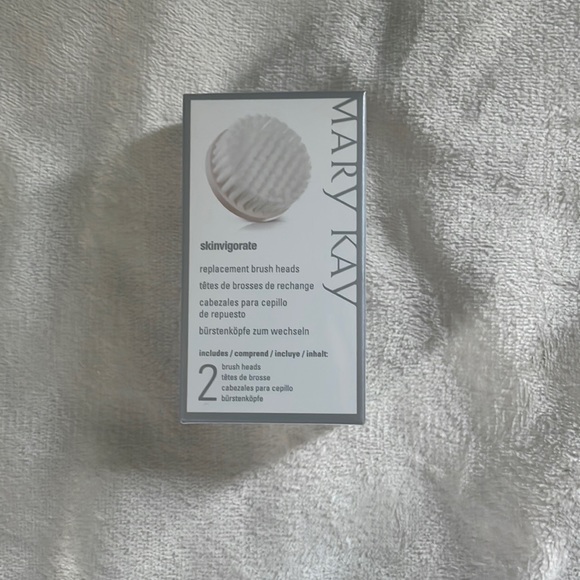 MARY KAY
skinvigorate
replacement brush heads
têtes de brosses de rechange
cabezales para cepillo
de repuesto
bürstenköpfe zum wechseln
includes / comprend / incluye / inhalt:
2
brush heads
têtes de brosse
cabezales para cepillo
bürstenköpfe